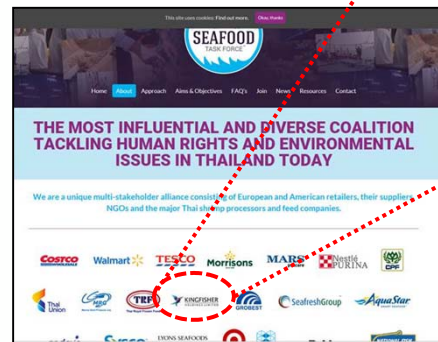 This site uses cookies: Find out more. Okay, thanks
SEAFOOD
TASK FORCE
Home About Approach Aims & Objectives FAQ's Join News Resources Contact
THE MOST INFLUENTIAL AND DIVERSE COALITION
TACKLING HUMAN RIGHTS AND ENVIRONMENTAL
ISSUES IN THAILAND TODAY
We are a unique multi-stakeholder alliance consisting of European and American retailers, their suppliers,
NGOs and the major Thai shrimp processors and feed companies.
COSTCO Walmart TESCO Morrisons MARS Nestlé PURINA CPF
Thai Union MRG TRF KINGFISHER GROBEST SeafreshGroup AquaStar
Sysco LYONS SEAFOODS